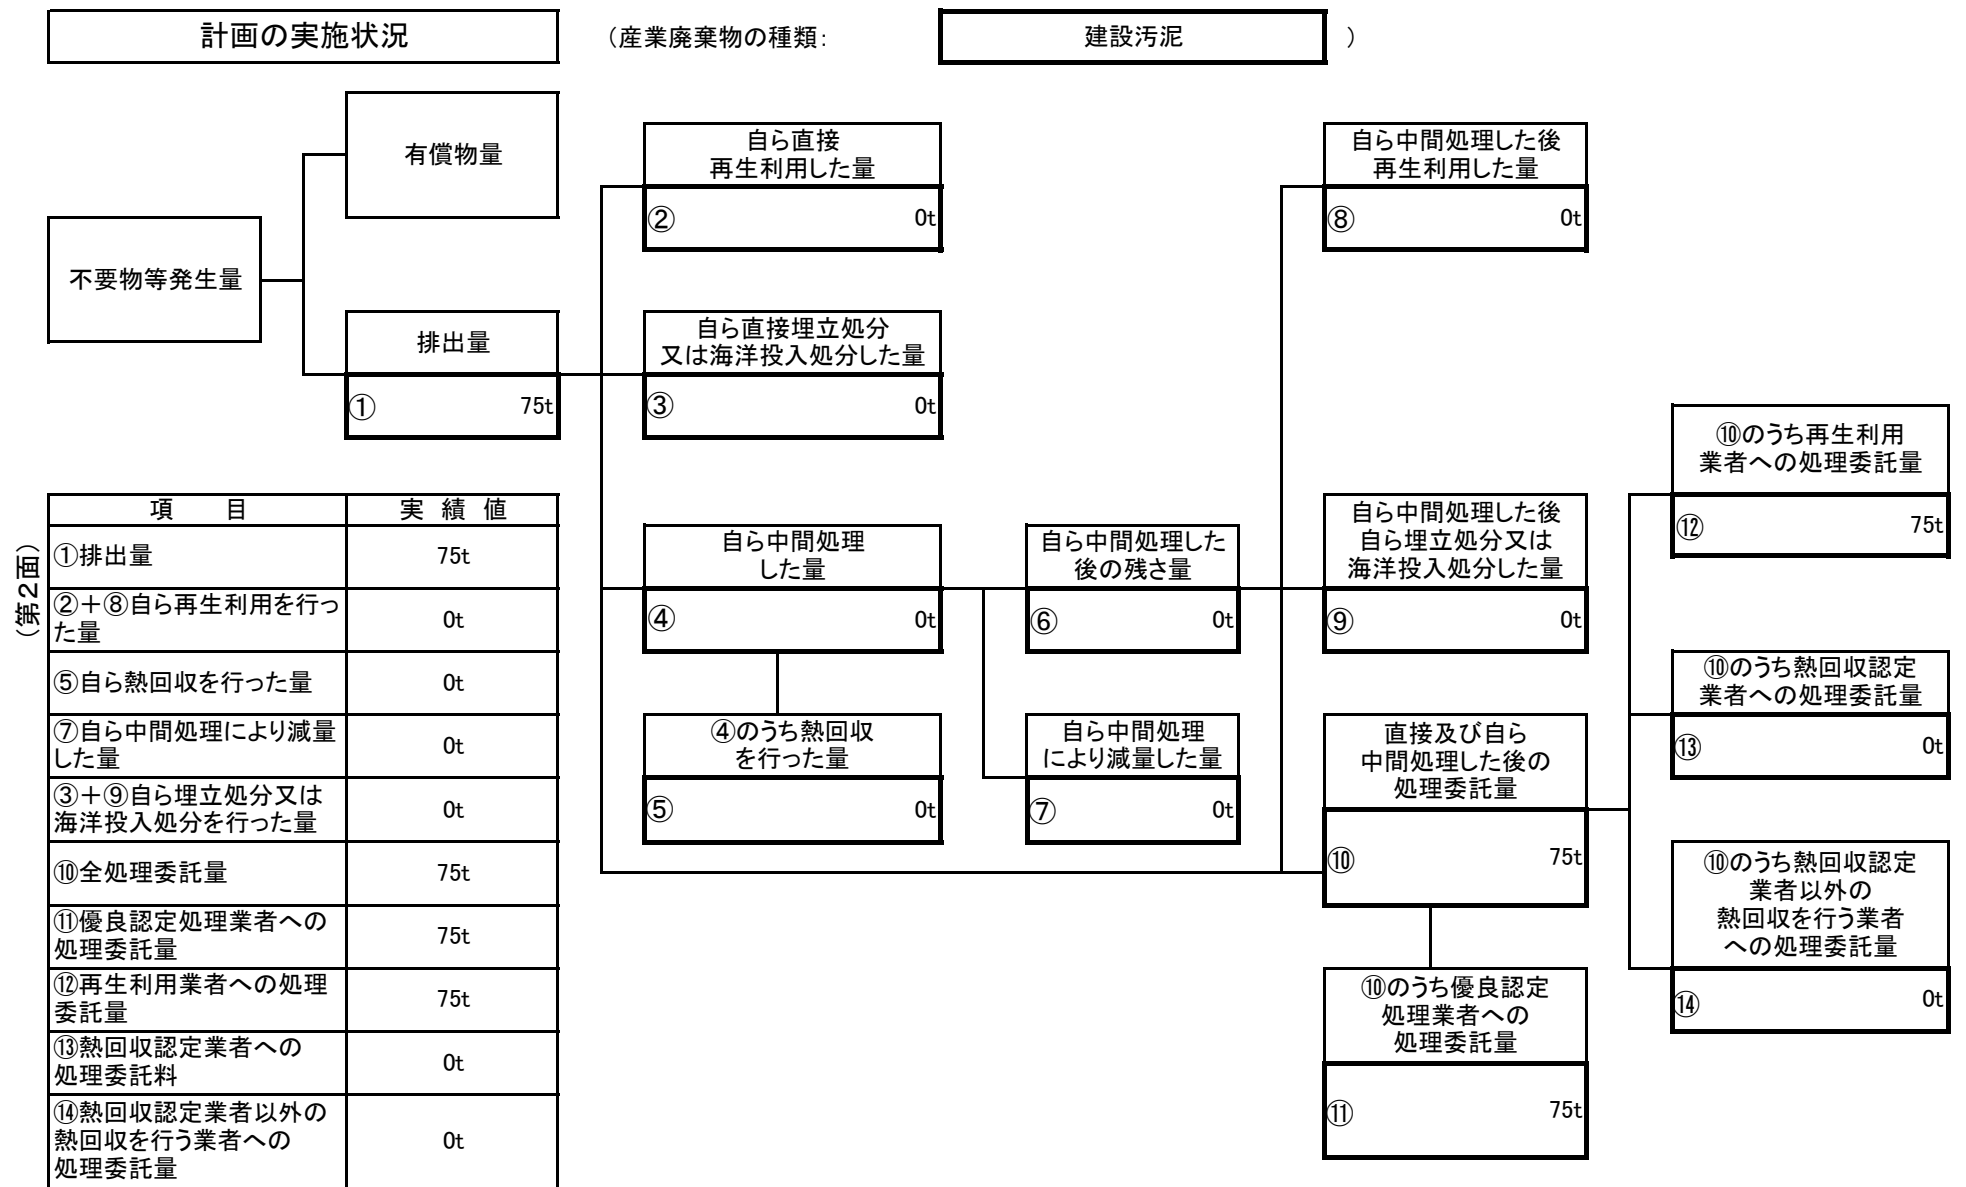 計画の実施状況
（産業廃棄物の種類：
建設汚泥
）
有償物量
不要物等発生量
排出量
① 75t
自ら直接
再生利用した量
② 0t
自ら直接埋立処分
又は海洋投入処分した量
③ 0t
自ら中間処理
した量
④ 0t
④のうち熱回収
を行った量
⑤ 0t
自ら中間処理した
後の残さ量
⑥ 0t
自ら中間処理
により減量した量
⑦ 0t
自ら中間処理した後
再生利用した量
⑧ 0t
自ら中間処理した後
自ら埋立処分又は
海洋投入処分した量
⑨ 0t
直接及び自ら
中間処理した後の
処理委託量
⑩ 75t
⑩のうち優良認定
処理業者への
処理委託量
⑪ 75t
⑩のうち再生利用
業者への処理委託量
⑫ 75t
⑩のうち熱回収認定
業者への処理委託量
⑬ 0t
⑩のうち熱回収認定
業者以外の
熱回収を行う業者
への処理委託量
⑭ 0t
（第２面）
項　目 実 績 値
①排出量 75t
②＋⑧自ら再生利用を行っ
た量 0t
⑤自ら熱回収を行った量 0t
⑦自ら中間処理により減量
した量 0t
③＋⑨自ら埋立処分又は
海洋投入処分を行った量 0t
⑩全処理委託量 75t
⑪優良認定処理業者への
処理委託量 75t
⑫再生利用業者への処理
委託量 75t
⑬熱回収認定業者への
処理委託料 0t
⑭熱回収認定業者以外の
熱回収を行う業者への
処理委託量 0t